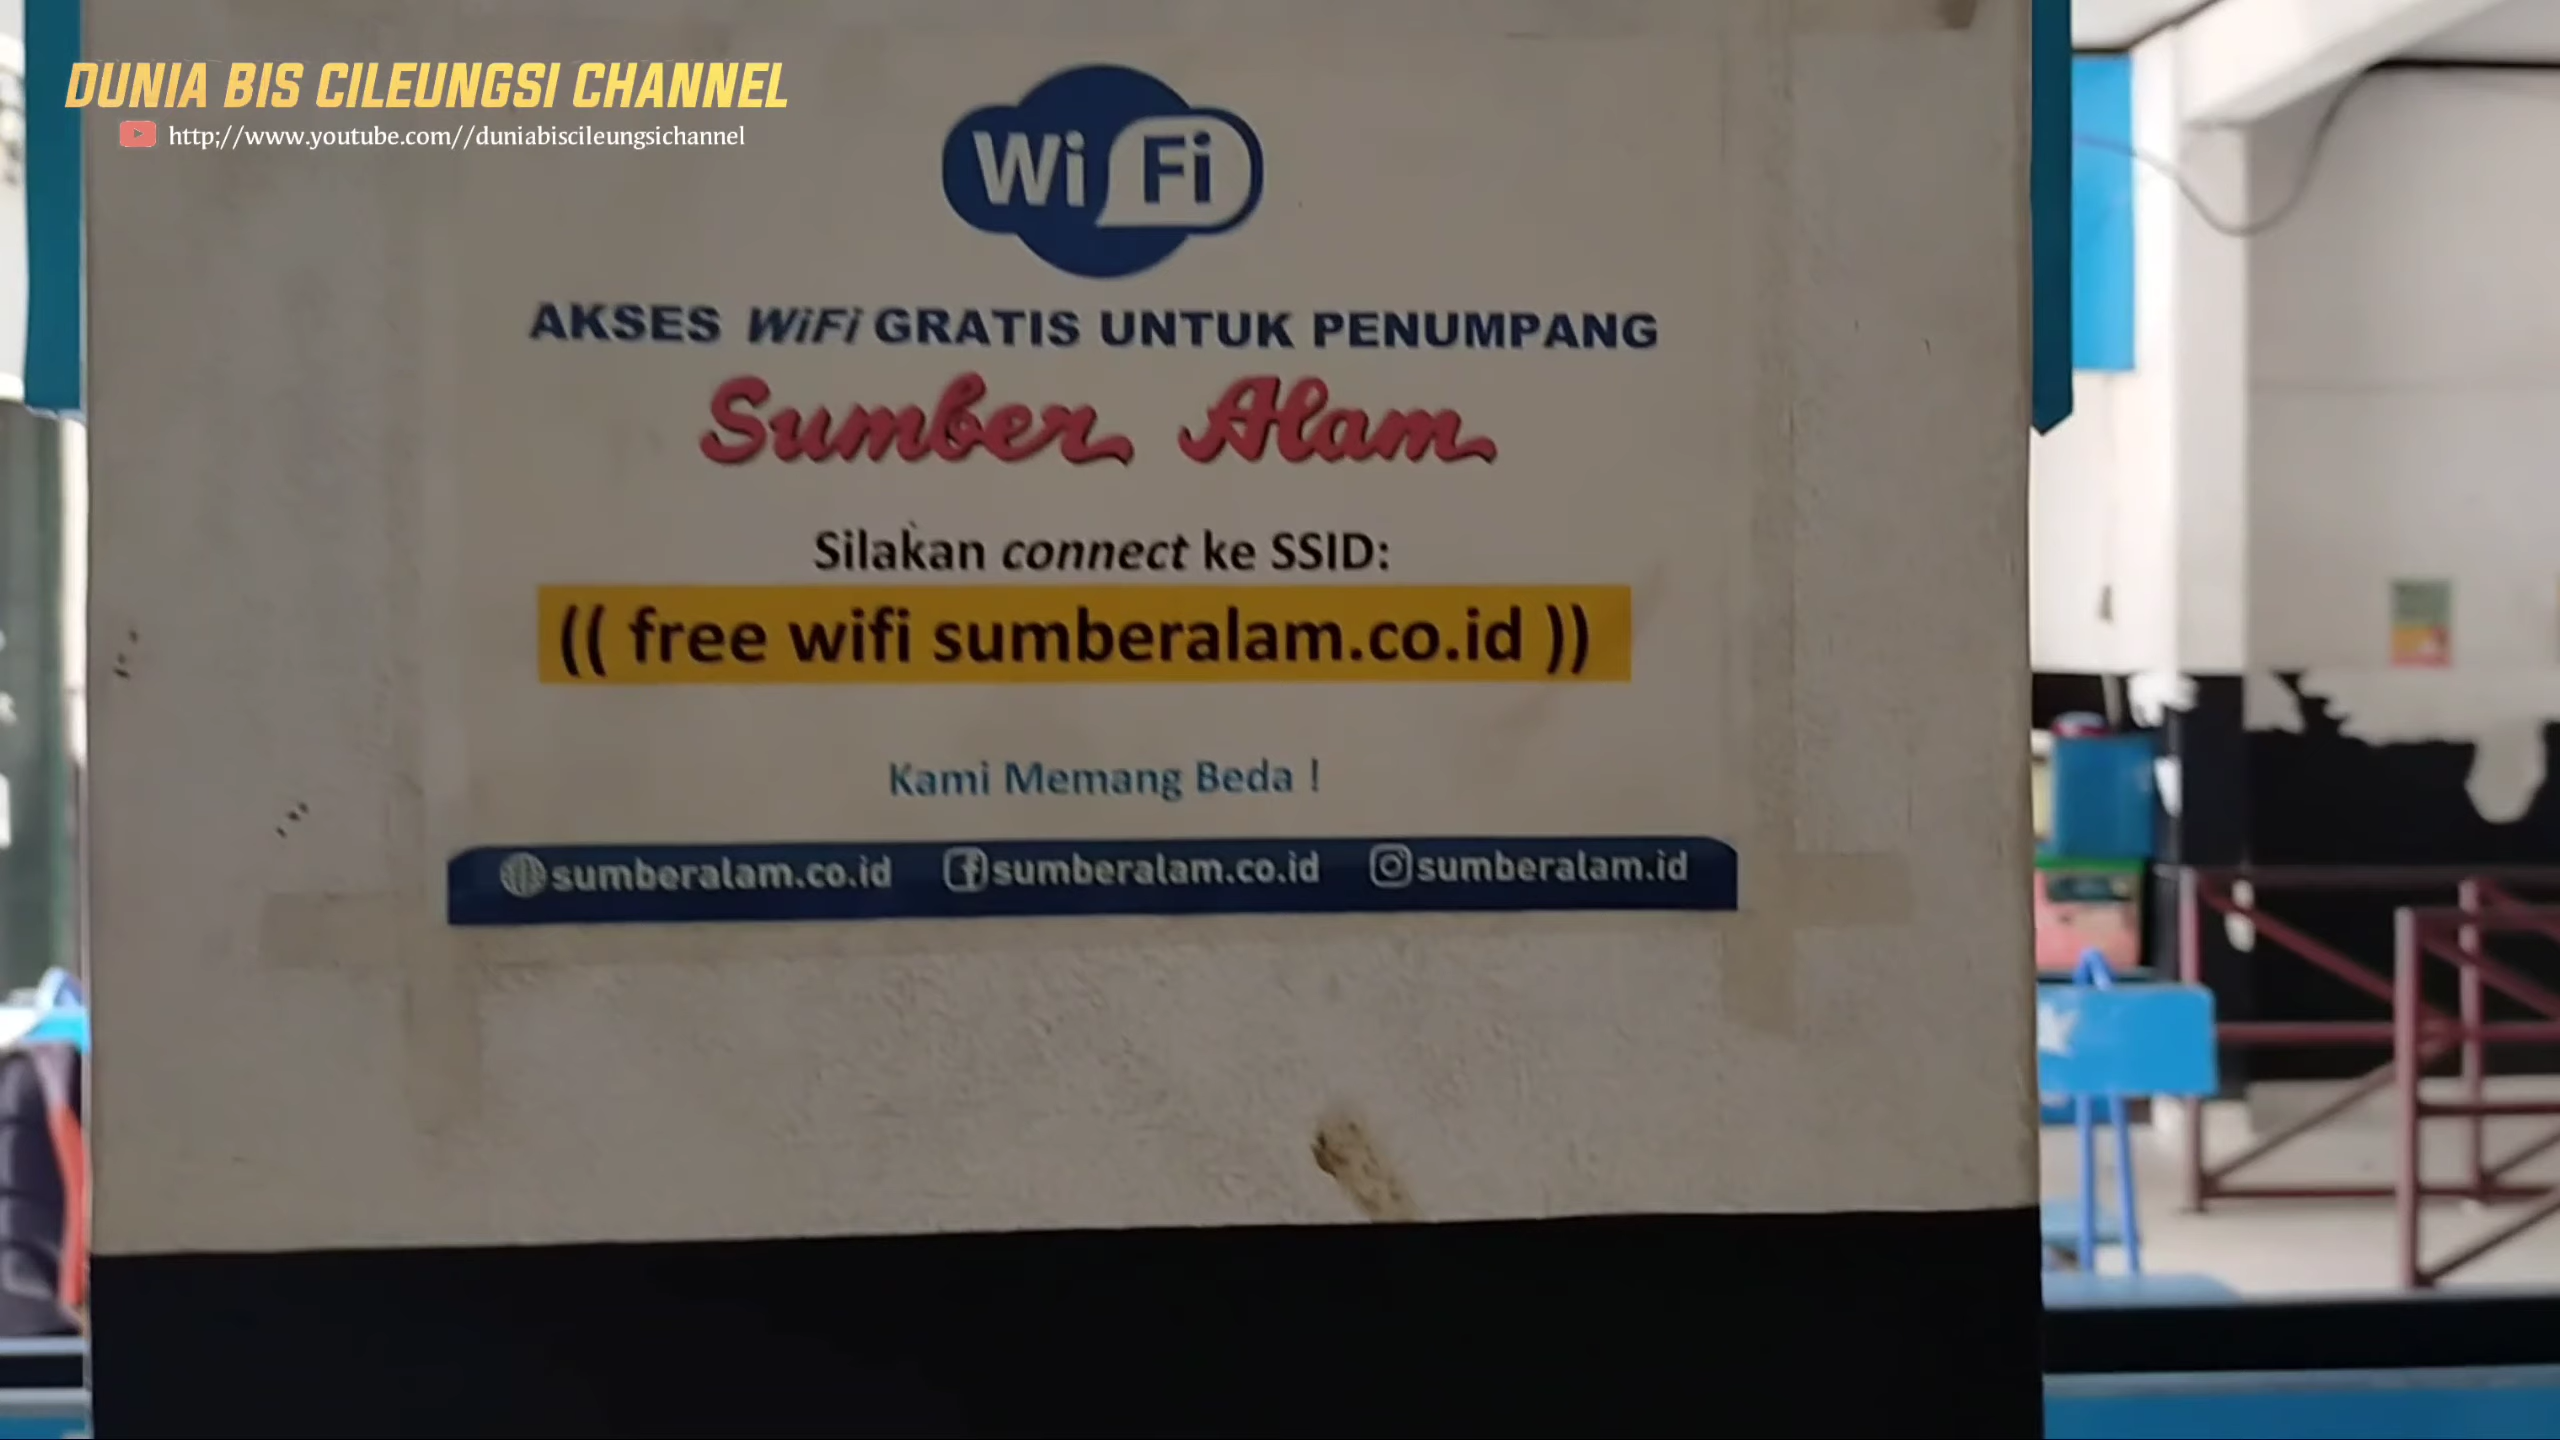 DUNIA BIS CILEUNGSI CHANNEL
http;//www.youtube.com//duniabiscileungsichannel
Wi Fi
AKSES WiFi GRATIS UNTUK PENUMPANG
Sumber Alam
Silakan connect ke SSID:
(( free wifi sumberalam.co.id ))
Kami Memang Beda !
sumberalam.co.id sumberalam.co.id sumberalam.id